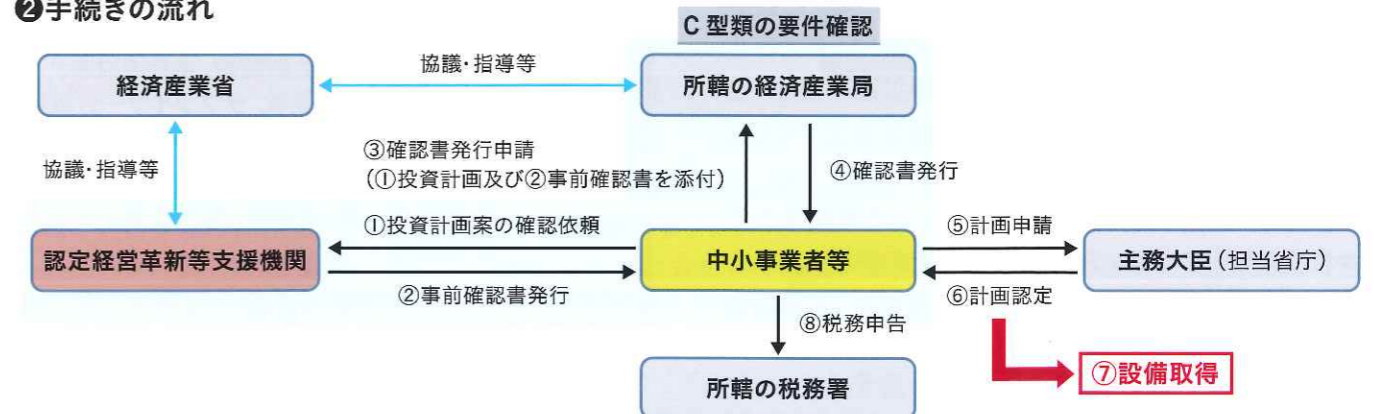 ❷手続きの流れ
C型類の要件確認
経済産業省
協議・指導等
所轄の経済産業局
協議・指導等
③確認書発行申請
(①投資計画及び②事前確認書を添付)
④確認書発行
①投資計画案の確認依頼
⑤計画申請
認定経営革新等支援機関
中小事業者等
主務大臣(担当省庁)
②事前確認書発行
⑥計画認定
⑧税務申告
⑦設備取得
所轄の税務署